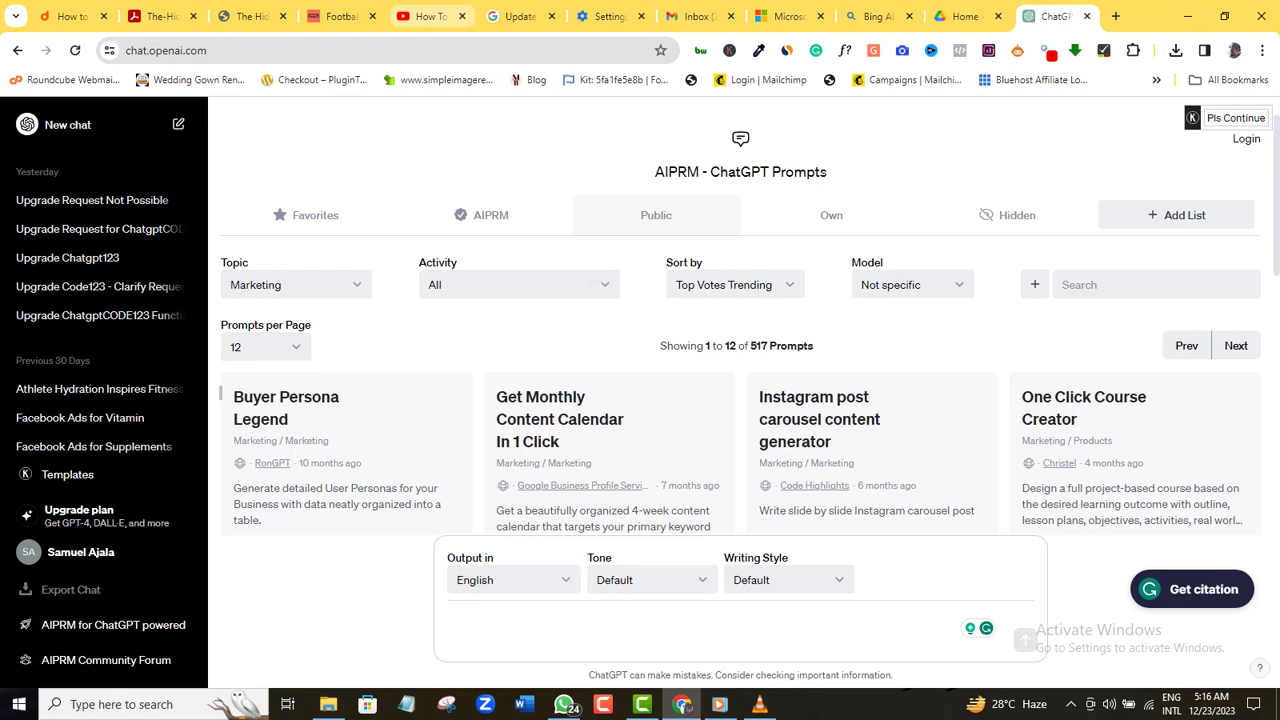 How to
The-Hic
The Hid
Footbal
How To
Update
Setting
Inbox (2
Micros
Bing AI
Home -
ChatGP
chat.openai.com
Roundcube Webmai...
Wedding Gown Ren...
Checkout – PluginT...
www.simpleimagere...
Blog
Kit: 5fa1fe5e8b | Fo...
Login | Mailchimp
Campaigns | Mailchi...
Bluehost Affiliate Lo...
All Bookmarks
New chat
Yesterday
Upgrade Request Not Possible
Upgrade Request for ChatgptCOD
Upgrade Chatgpt123
Upgrade Code123 - Clarify Reque
Upgrade ChatgptCODE123 Functi
Previous 30 Days
Athlete Hydration Inspires Fitness
Facebook Ads for Vitamin
Facebook Ads for Supplements
Templates
Upgrade plan
Get GPT-4, DALL·E, and more
SA
Samuel Ajala
Export Chat
AIPRM for ChatGPT powered
AIPRM Community Forum
K Pls Continue
Login
AIPRM - ChatGPT Prompts
Favorites
AIPRM
Public
Own
Hidden
+ Add List
Topic
Activity
Sort by
Model
Marketing
All
Top Votes Trending
Not specific
+
Search
Prompts per Page
12
Showing 1 to 12 of 517 Prompts
Prev
Next
Buyer Persona
Legend
Marketing / Marketing
· RonGPT · 10 months ago
Generate detailed User Personas for your
Business with data neatly organized into a
table.
Get Monthly
Content Calendar
In 1 Click
Marketing / Marketing
· Google Business Profile Servi... · 7 months ago
Get a beautifully organized 4-week content
calendar that targets your primary keyword
Instagram post
carousel content
generator
Marketing / Marketing
· Code Highlights · 6 months ago
Write slide by slide Instagram carousel post
One Click Course
Creator
Marketing / Products
· Christel · 4 months ago
Design a full project-based course based on
the desired learning outcome with outline,
lesson plans, objectives, activities, real worl...
Output in
Tone
Writing Style
English
Default
Default
Get citation
Activate Windows
Go to Settings to activate Windows.
ChatGPT can make mistakes. Consider checking important information.
?
Type here to search
24
28°C Haze
ENG
INTL
5:16 AM
12/23/2023